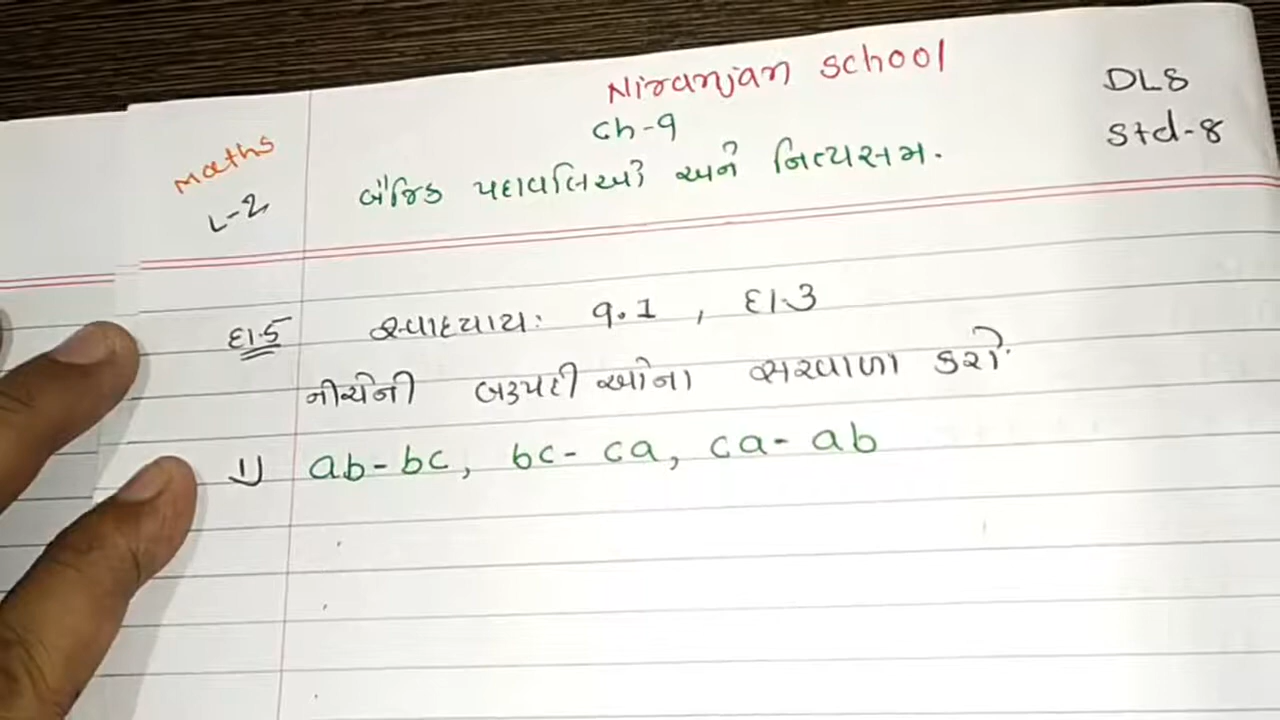 Niranjan School
DL8
Ch-9
Std-8
Maths
L-2
બૈજિક પદાવલિઓ અને નિત્યસમ.
દા.5 સ્વાધ્યાય: 9.1 , દા.3
નીચેની બહુપદીઓના સરવાળા કરો.
1) ab-bc, bc-ca, ca-ab